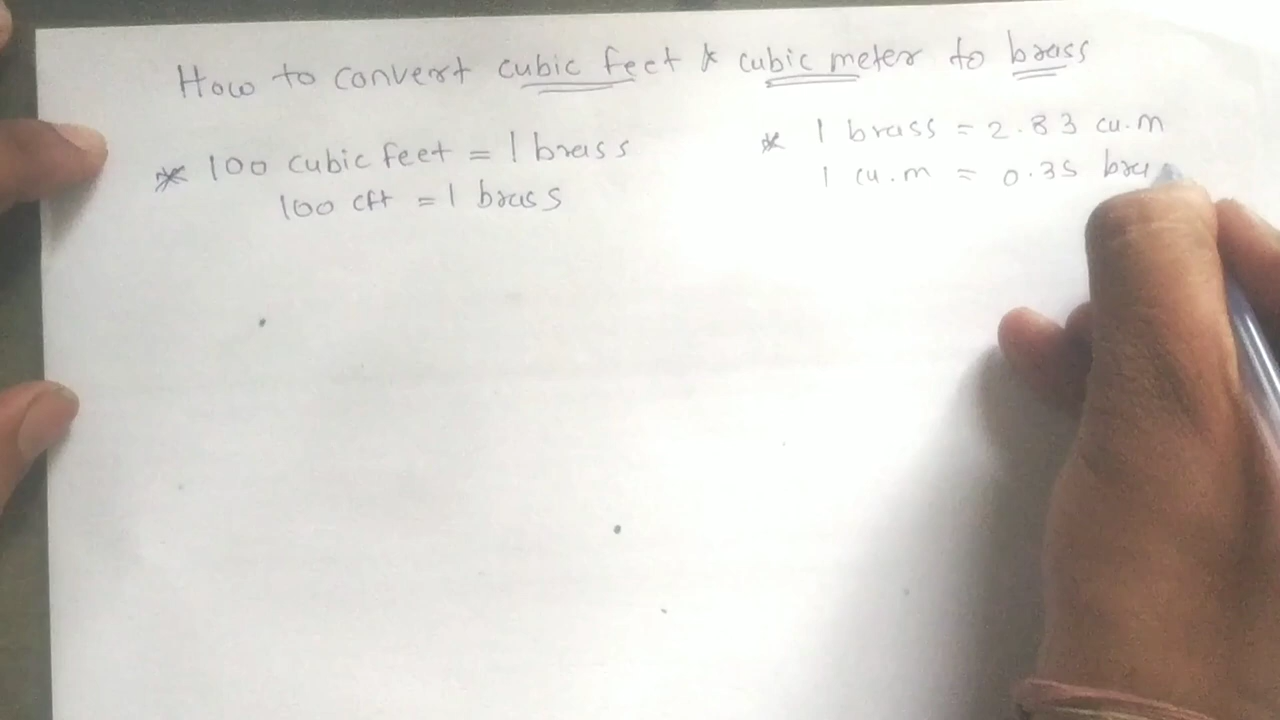 How to convert cubic feet & cubic meter to brass
* 100 cubic feet = 1 brass
100 cft = 1 brass
* 1 brass = 2.83 cu.m
1 cu.m = 0.35 bra